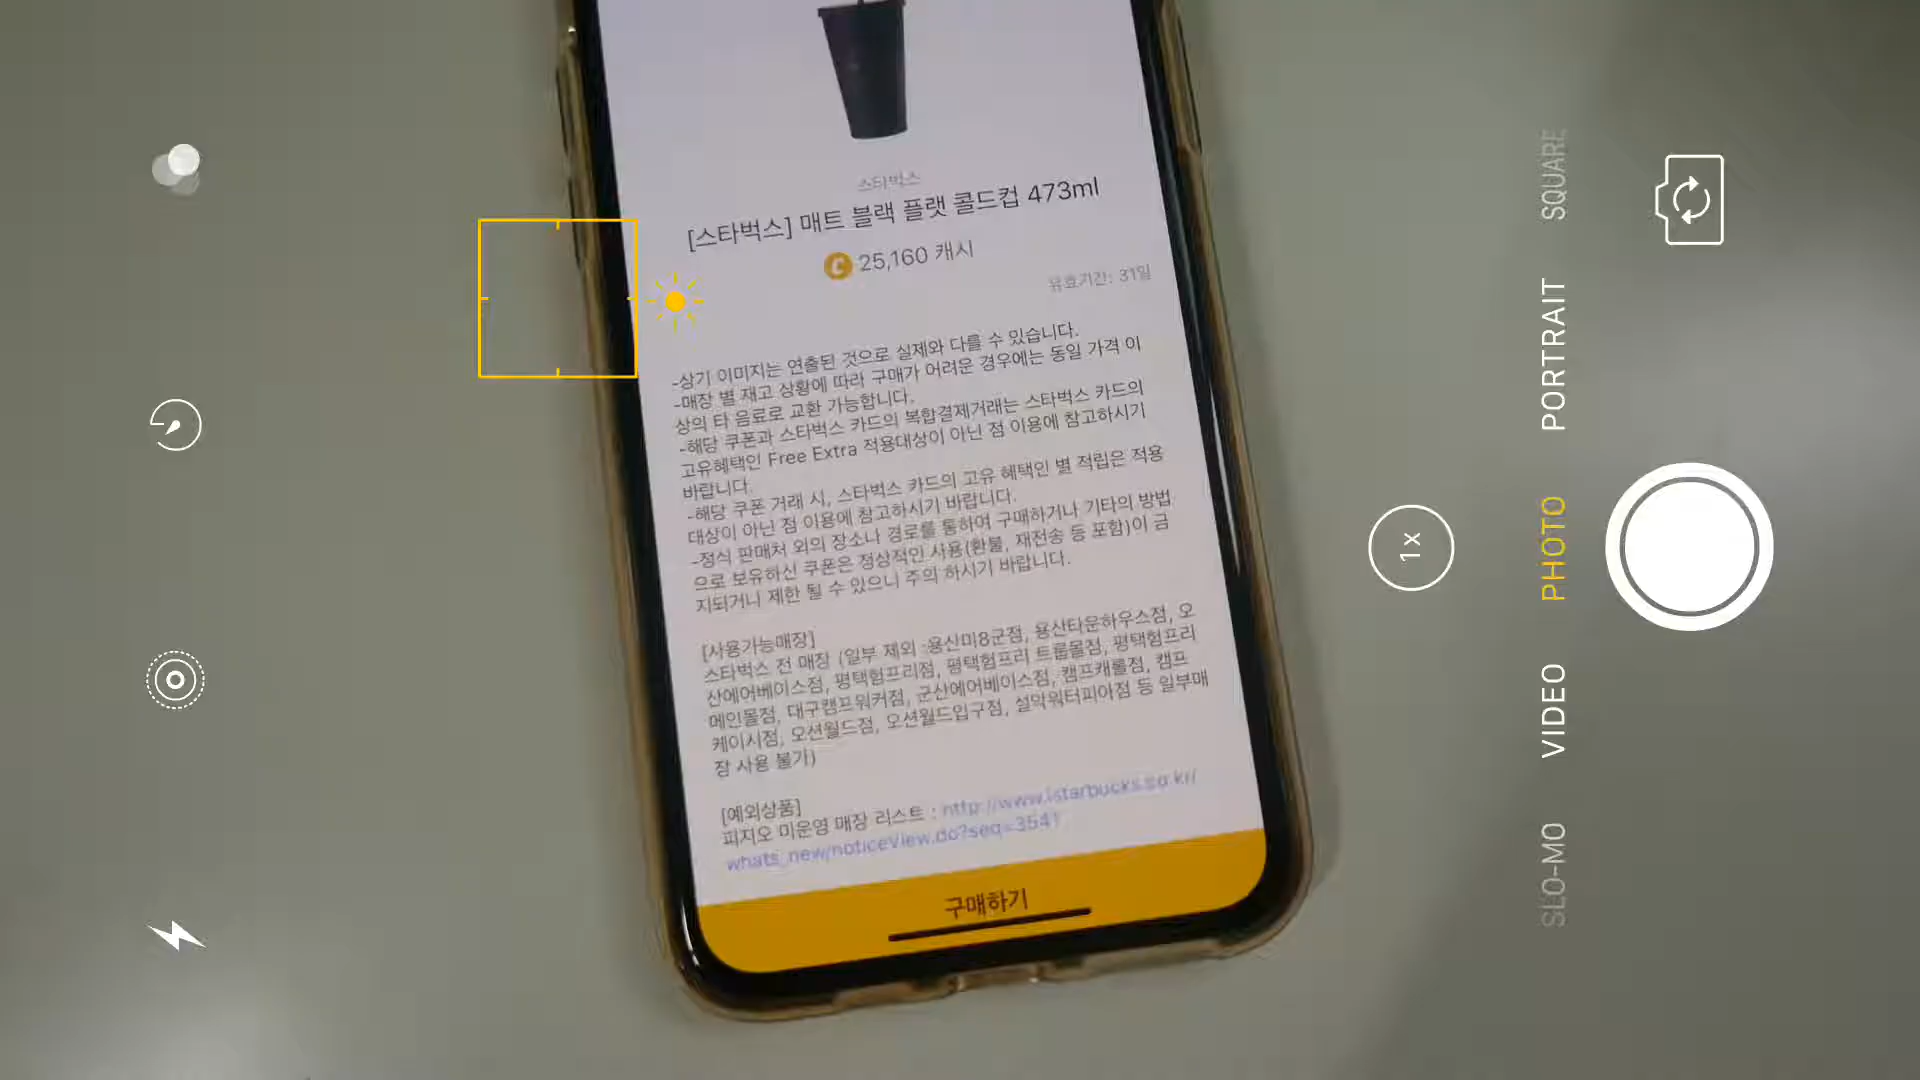 스타벅스
[스타벅스] 매트 블랙 플랫 콜드컵 473ml
C 25,160 캐시
유효기간: 31일
-상기 이미지는 연출된 것으로 실제와 다를 수 있습니다.
-매장 별 재고 상황에 따라 구매가 어려운 경우에는 동일 가격 이
상의 타 음료로 교환 가능합니다.
-해당 쿠폰과 스타벅스 카드의 복합결제거래는 스타벅스 카드의
고유혜택인 Free Extra 적용대상이 아닌 점 이용에 참고하시기
바랍니다.
-해당 쿠폰 거래 시, 스타벅스 카드의 고유 혜택인 별 적립은 적용
대상이 아닌 점 이용에 참고하시기 바랍니다.
-정식 판매처 외의 장소나 경로를 통하여 구매하거나 기타의 방법
으로 보유하신 쿠폰은 정상적인 사용(환불, 재전송 등 포함)이 금
지되거니 제한 될 수 있으니 주의 하시기 바랍니다.
[사용가능매장]
스타벅스 전 매장 (일부 제외 :용산미8군점, 용산타운하우스점, 오
산에어베이스점, 평택험프리점, 평택험프리 트룹몰점, 평택험프리
메인몰점, 대구캠프워커점, 군산에어베이스점, 캠프캐롤점, 캠프
케이시점, 오션월드점, 오션월드입구점, 설악워터피아점 등 일부매
장 사용 불가)
[예외상품]
피지오 미운영 매장 리스트 : http://www.istarbucks.co.kr/
whats_new/noticeView.do?seq=3541
구매하기
1x
SQUARE
PORTRAIT
PHOTO
VIDEO
SLO-MO